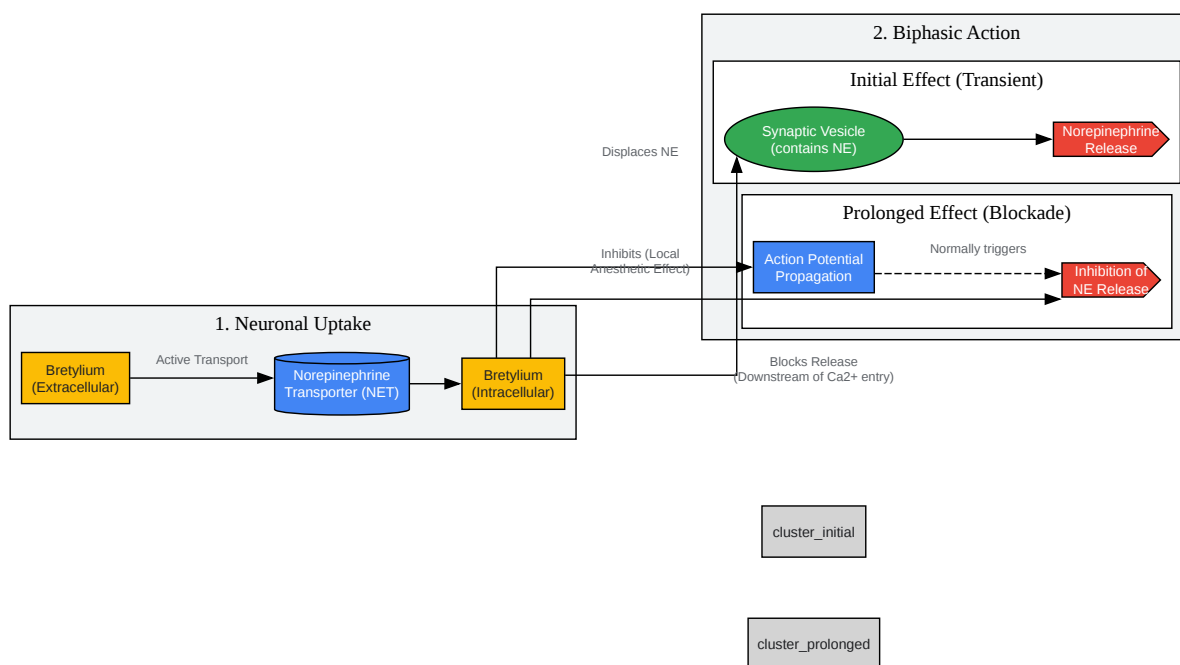 2. Biphasic Action
Initial Effect (Transient)
Synaptic Vesicle
(contains NE)
Norepinephrine
Release
Displaces NE
Prolonged Effect (Blockade)
Inhibits (Local
Anesthetic Effect)
Action Potential
Propagation
Normally triggers
Inhibition of
NE Release
1. Neuronal Uptake
Bretylium
(Extracellular)
Active Transport
Norepinephrine
Transporter (NET)
Bretylium
(Intracellular)
Blocks Release
(Downstream of Ca2+ entry)
cluster_initial
cluster_prolonged